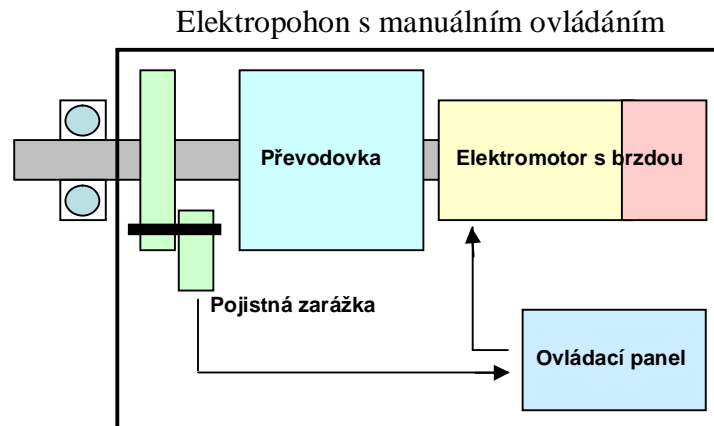 Elektropohon s manuálním ovládáním
Převodovka
Elektromotor s brzdou
Pojistná zarážka
Ovládací panel